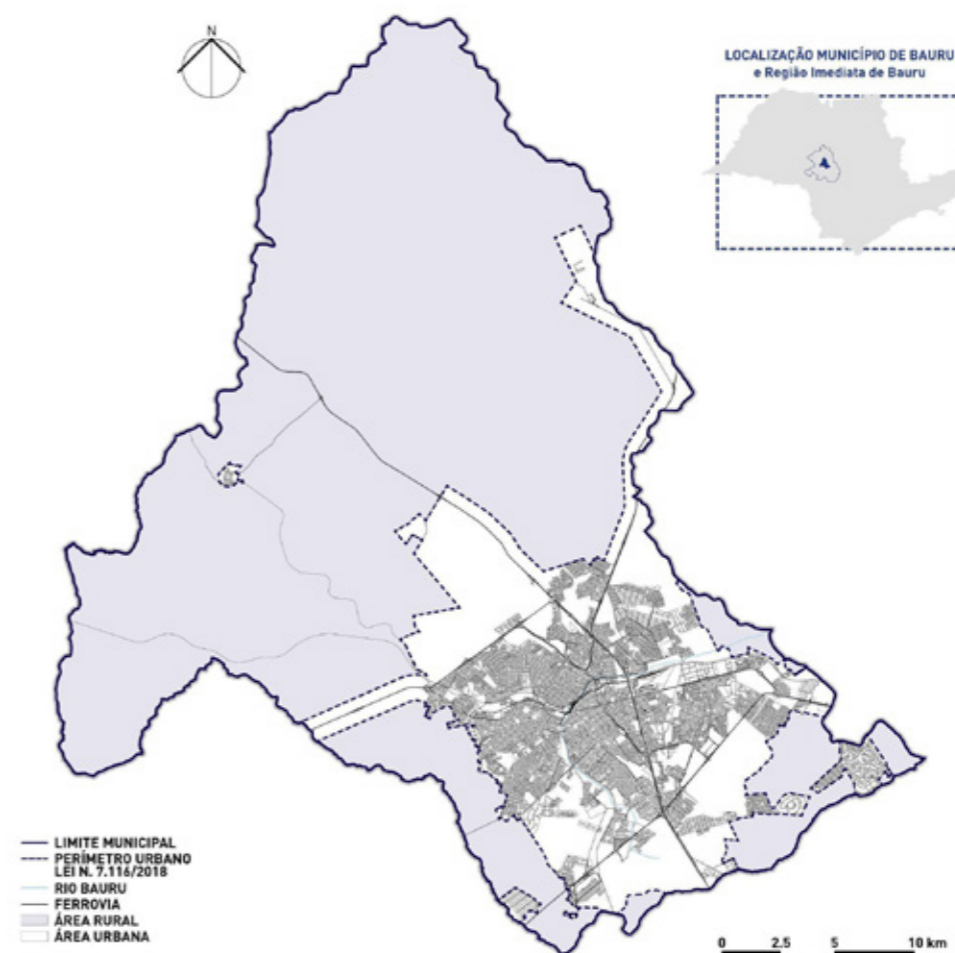 N
LOCALIZAÇÃO MUNICÍPIO DE BAURU
e Região Imediata de Bauru
LIMITE MUNICIPAL
PERÍMETRO URBANO
LEI N. 7.116/2018
RIO BAURU
FERROVIA
ÁREA RURAL
ÁREA URBANA
0 2.5 5 10 km